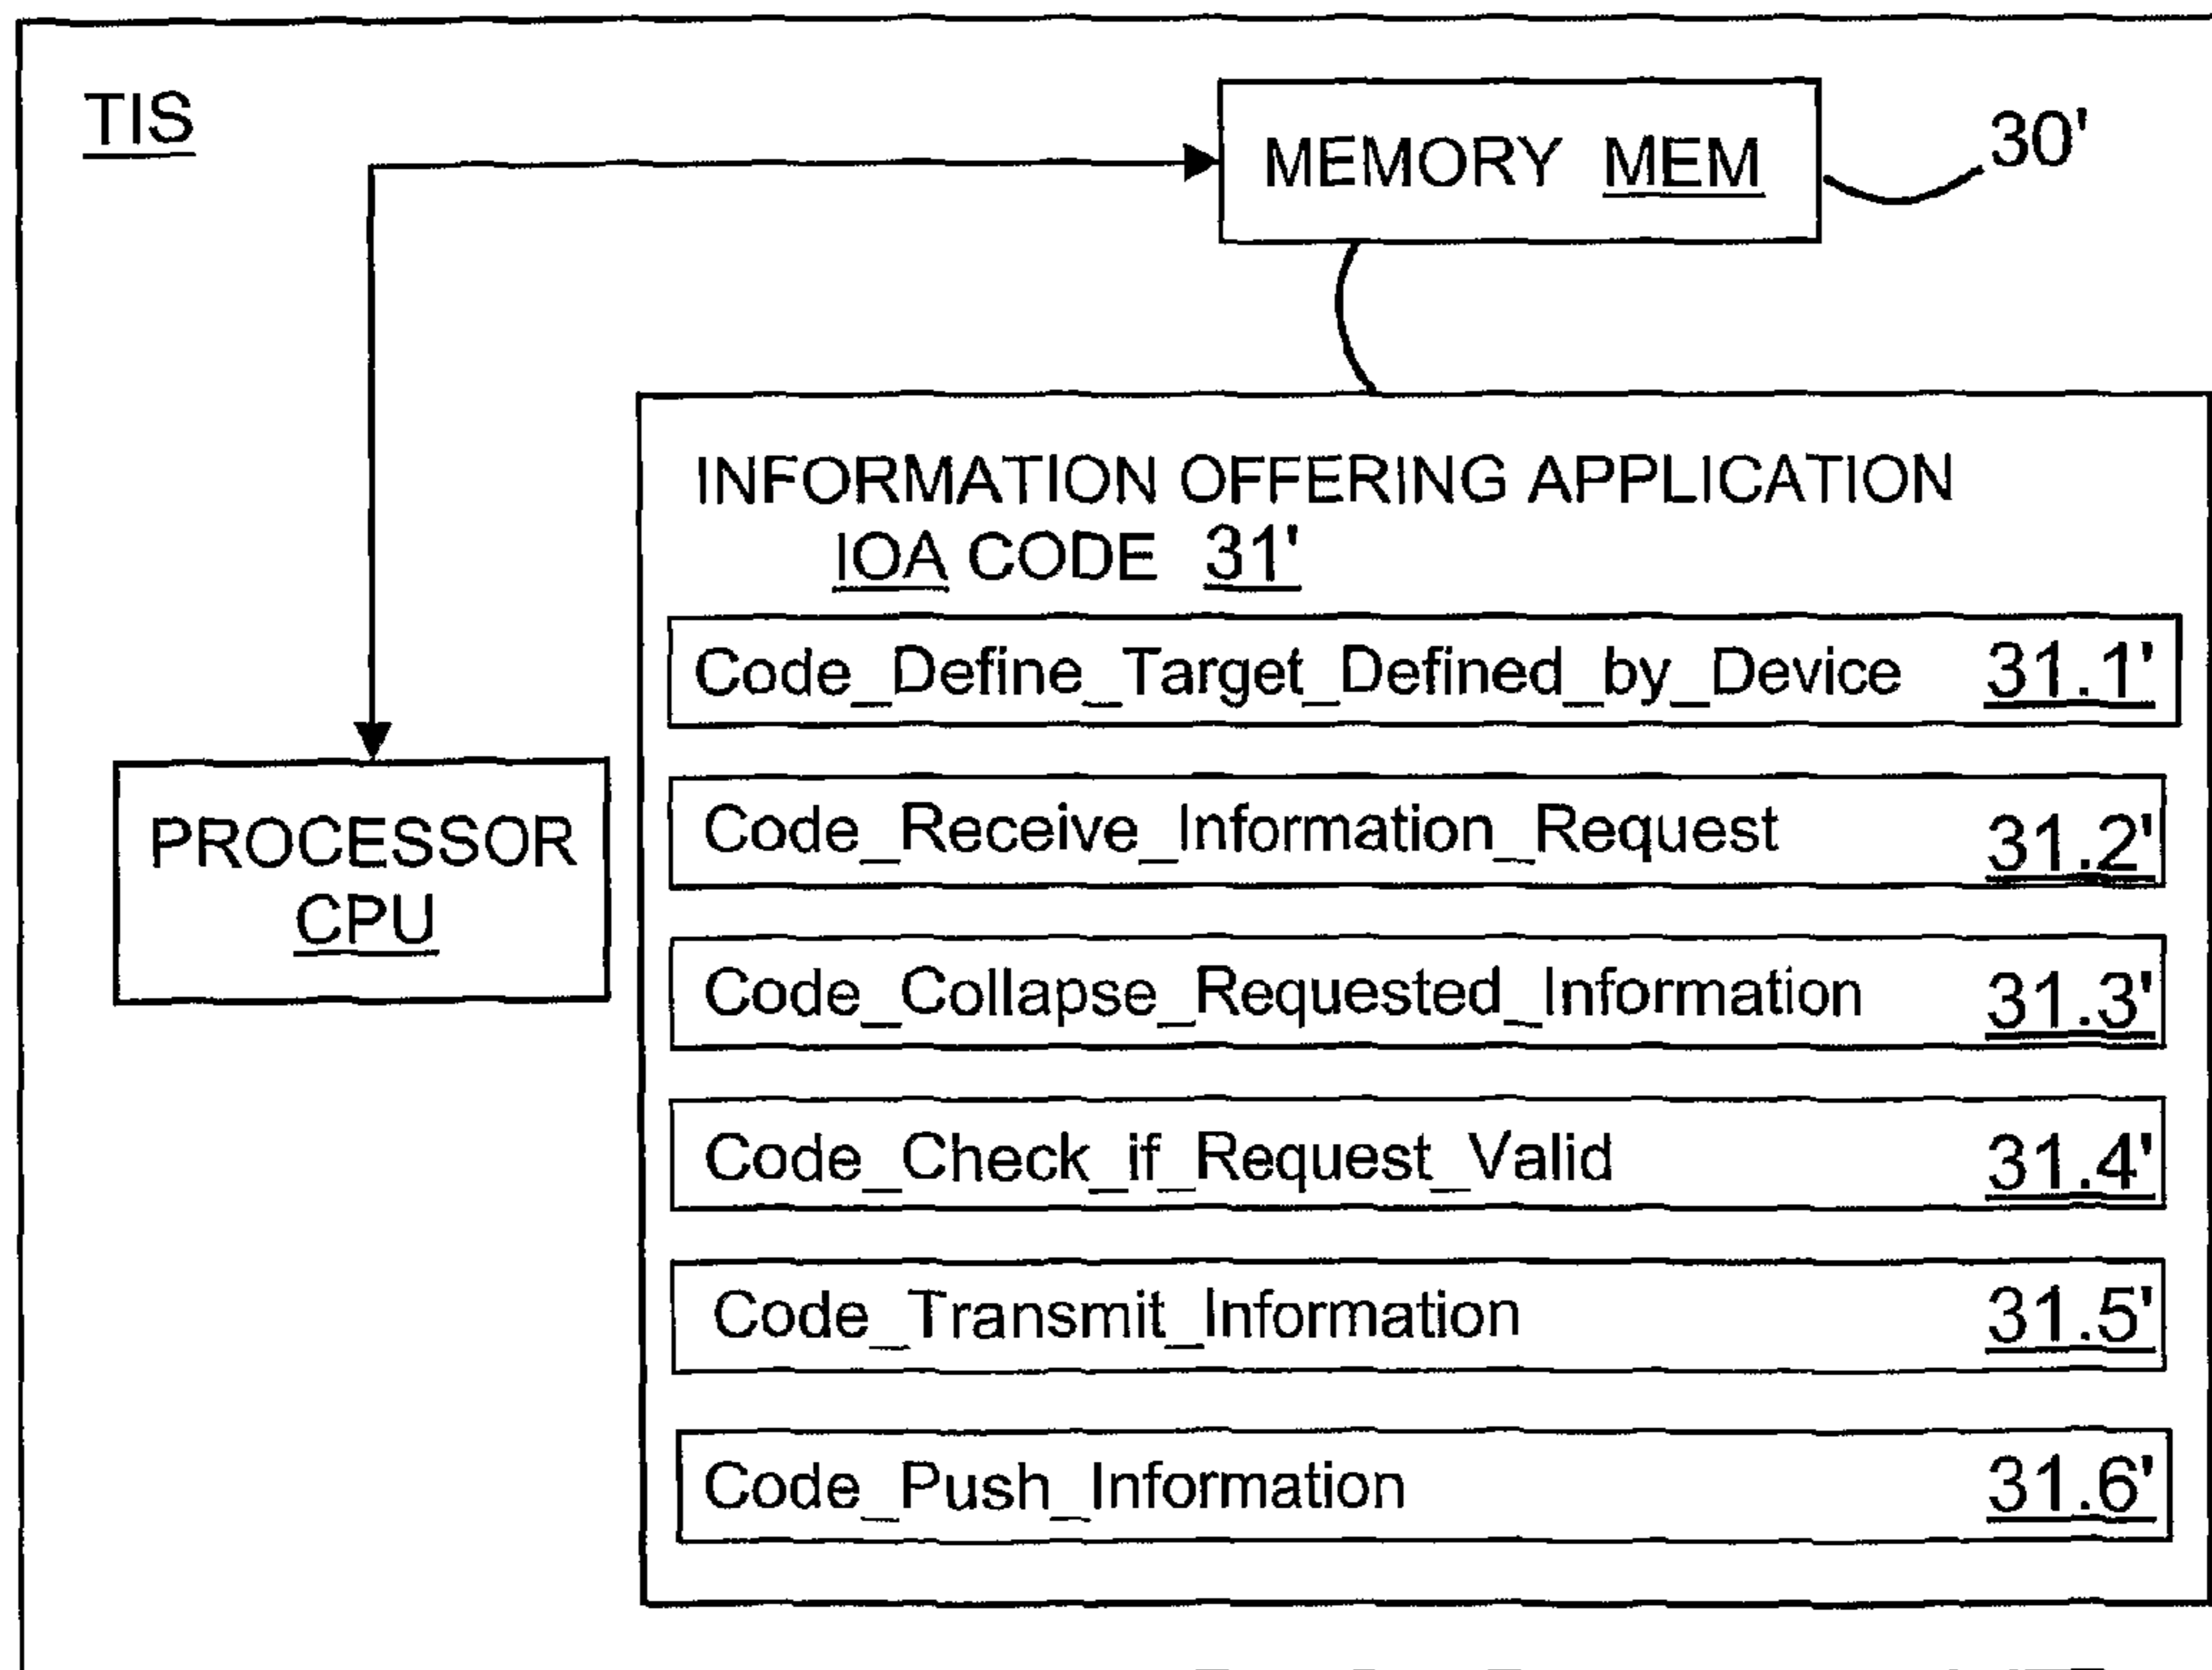 TIS
MEMORY MEM
30'
INFORMATION OFFERING APPLICATION
IOA CODE 31'
Code_Define_Target_Defined_by_Device 31.1'
Code_Receive_Information_Request 31.2'
PROCESSOR
CPU
Code_Collapse_Requested_Information 31.3'
Code_Check_if_Request_Valid 31.4'
Code_Transmit_Information 31.5'
Code_Push_Information 31.6'